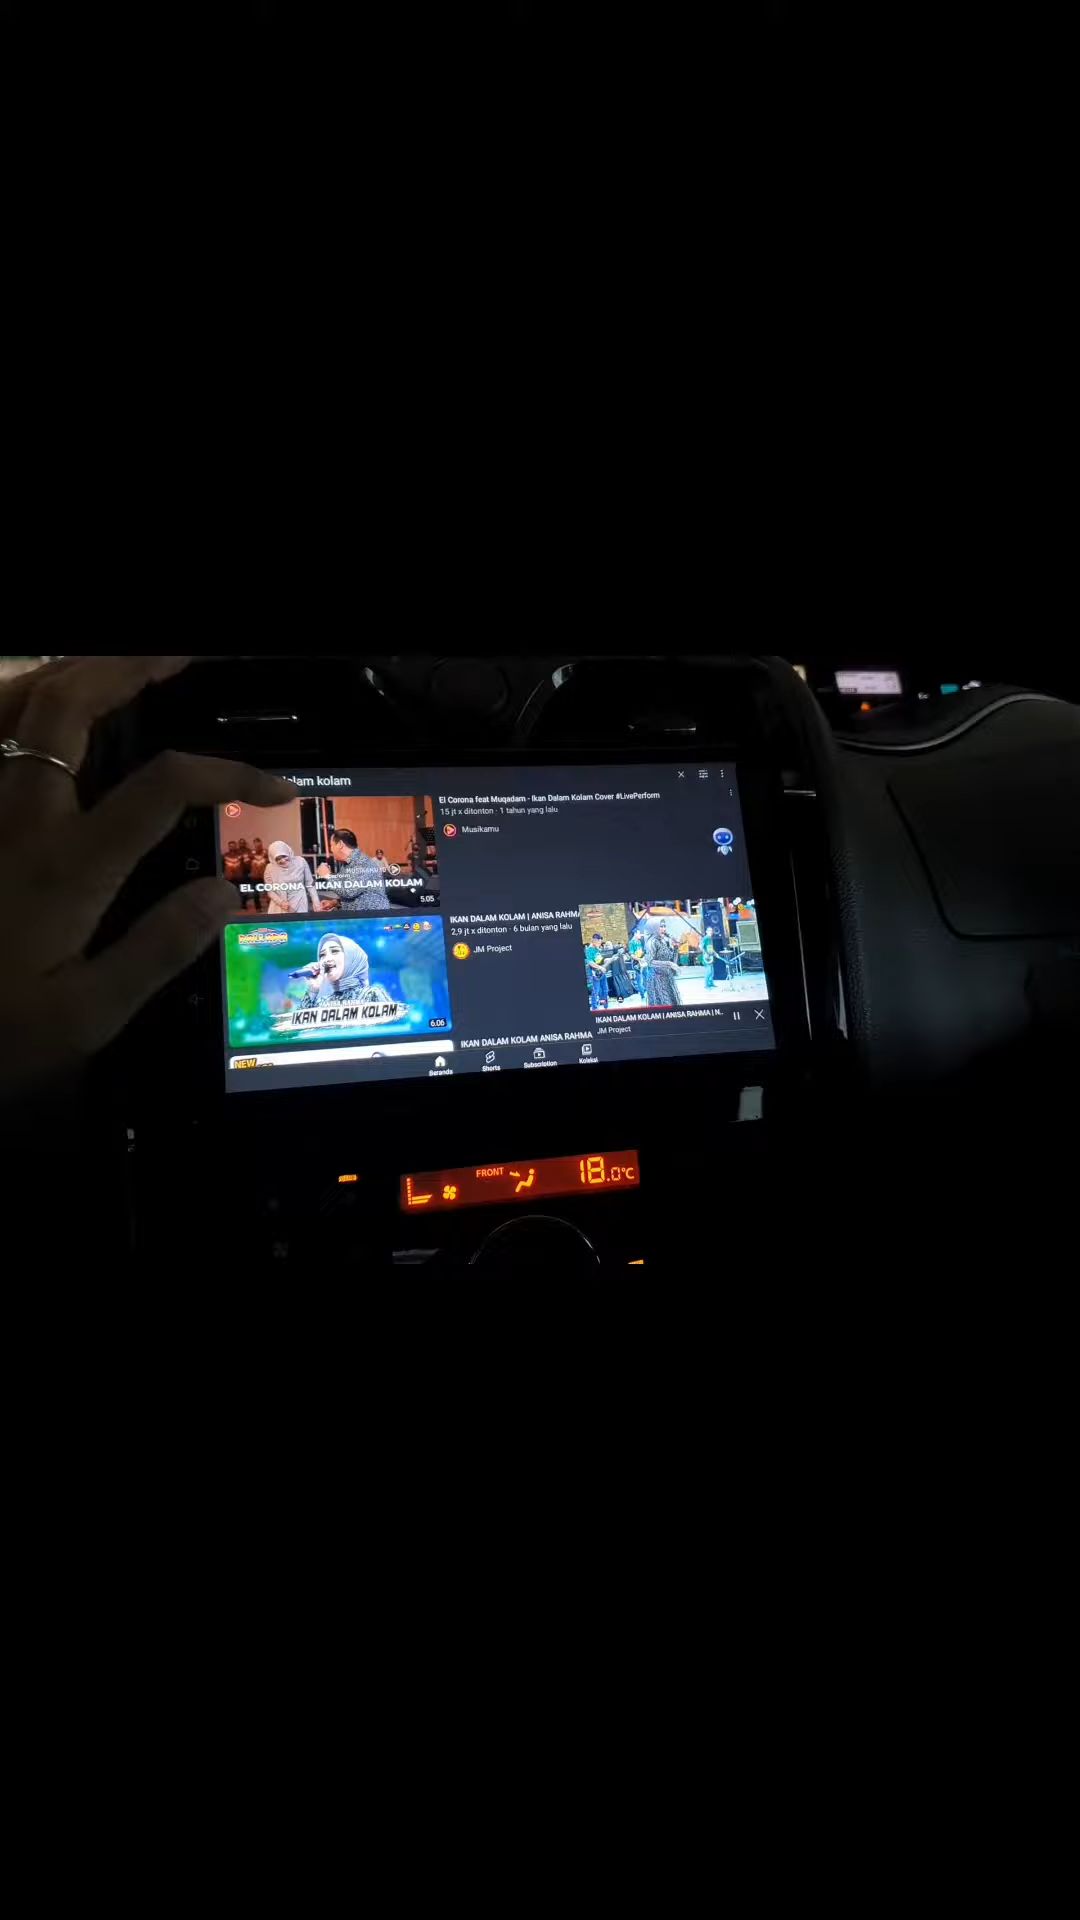 dalam kolam
El Corona feat Muqadam - Ikan Dalam Kolam Cover #LivePerform
15 jt x ditonton · 1 tahun yang lalu
Musikamu
EL CORONA – IKAN DALAM KOLAM
5.05
IKAN DALAM KOLAM | ANISA RAHMA
2,9 jt x ditonton · 6 bulan yang lalu
JM Project
ANISA RAHMA
IKAN DALAM KOLAM
6.06
IKAN DALAM KOLAM | ANISA RAHMA | N..
JM Project
IKAN DALAM KOLAM ANISA RAHMA
NEW
Beranda
Shorts
Subscription
Koleksi
FRONT
18.0°C